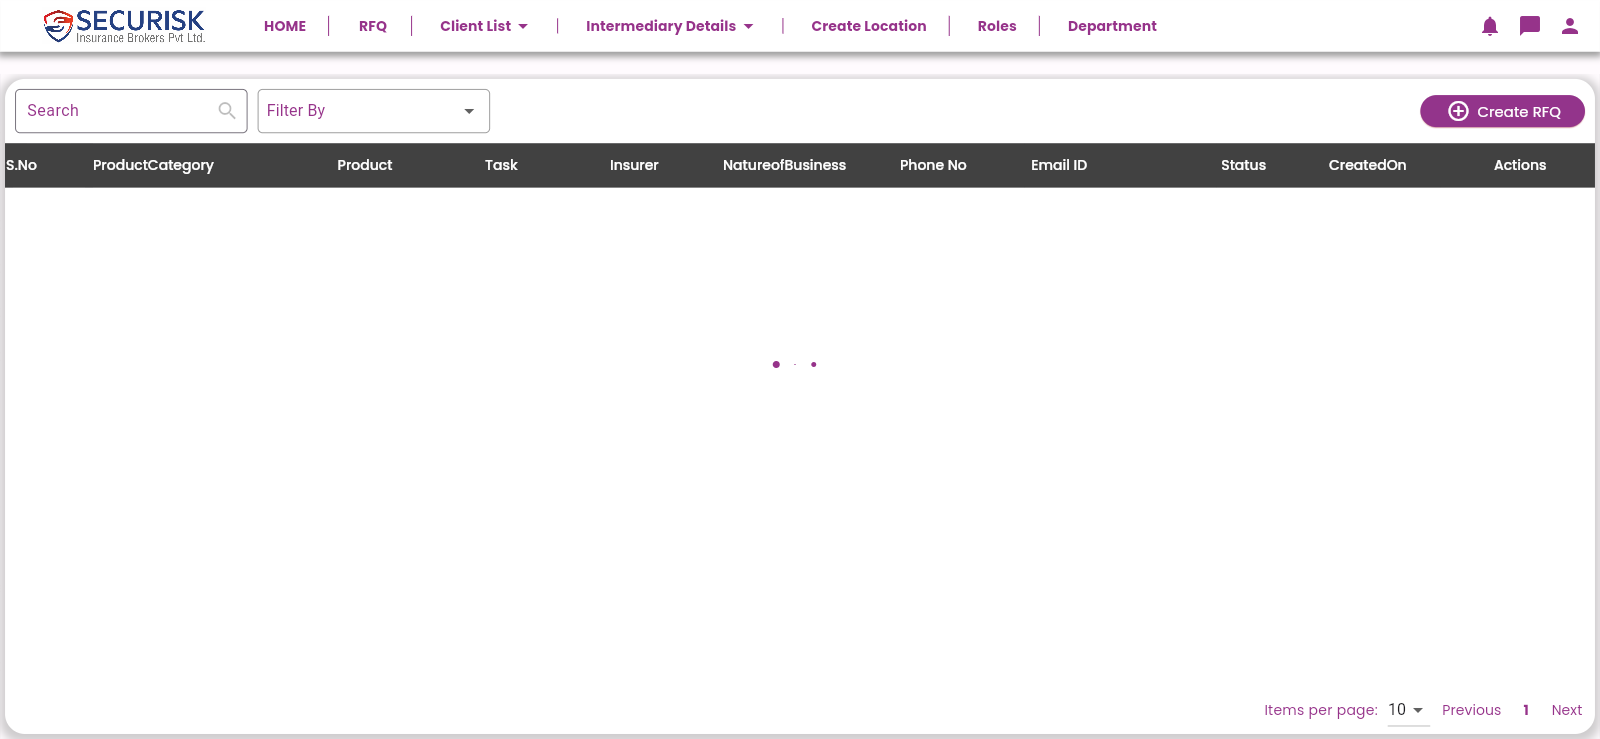 SECURISK
Insurance Brokers Pvt Ltd.
HOME RFQ Client List Intermediary Details Create Location Roles Department
Search Filter By Create RFQ
S.No ProductCategory Product Task Insurer NatureofBusiness Phone No Email ID Status CreatedOn Actions
Items per page: 10 Previous 1 Next